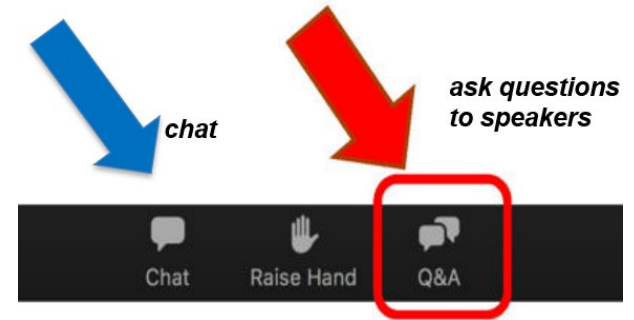 chat
ask questions
to speakers
Chat
Raise Hand
Q&A